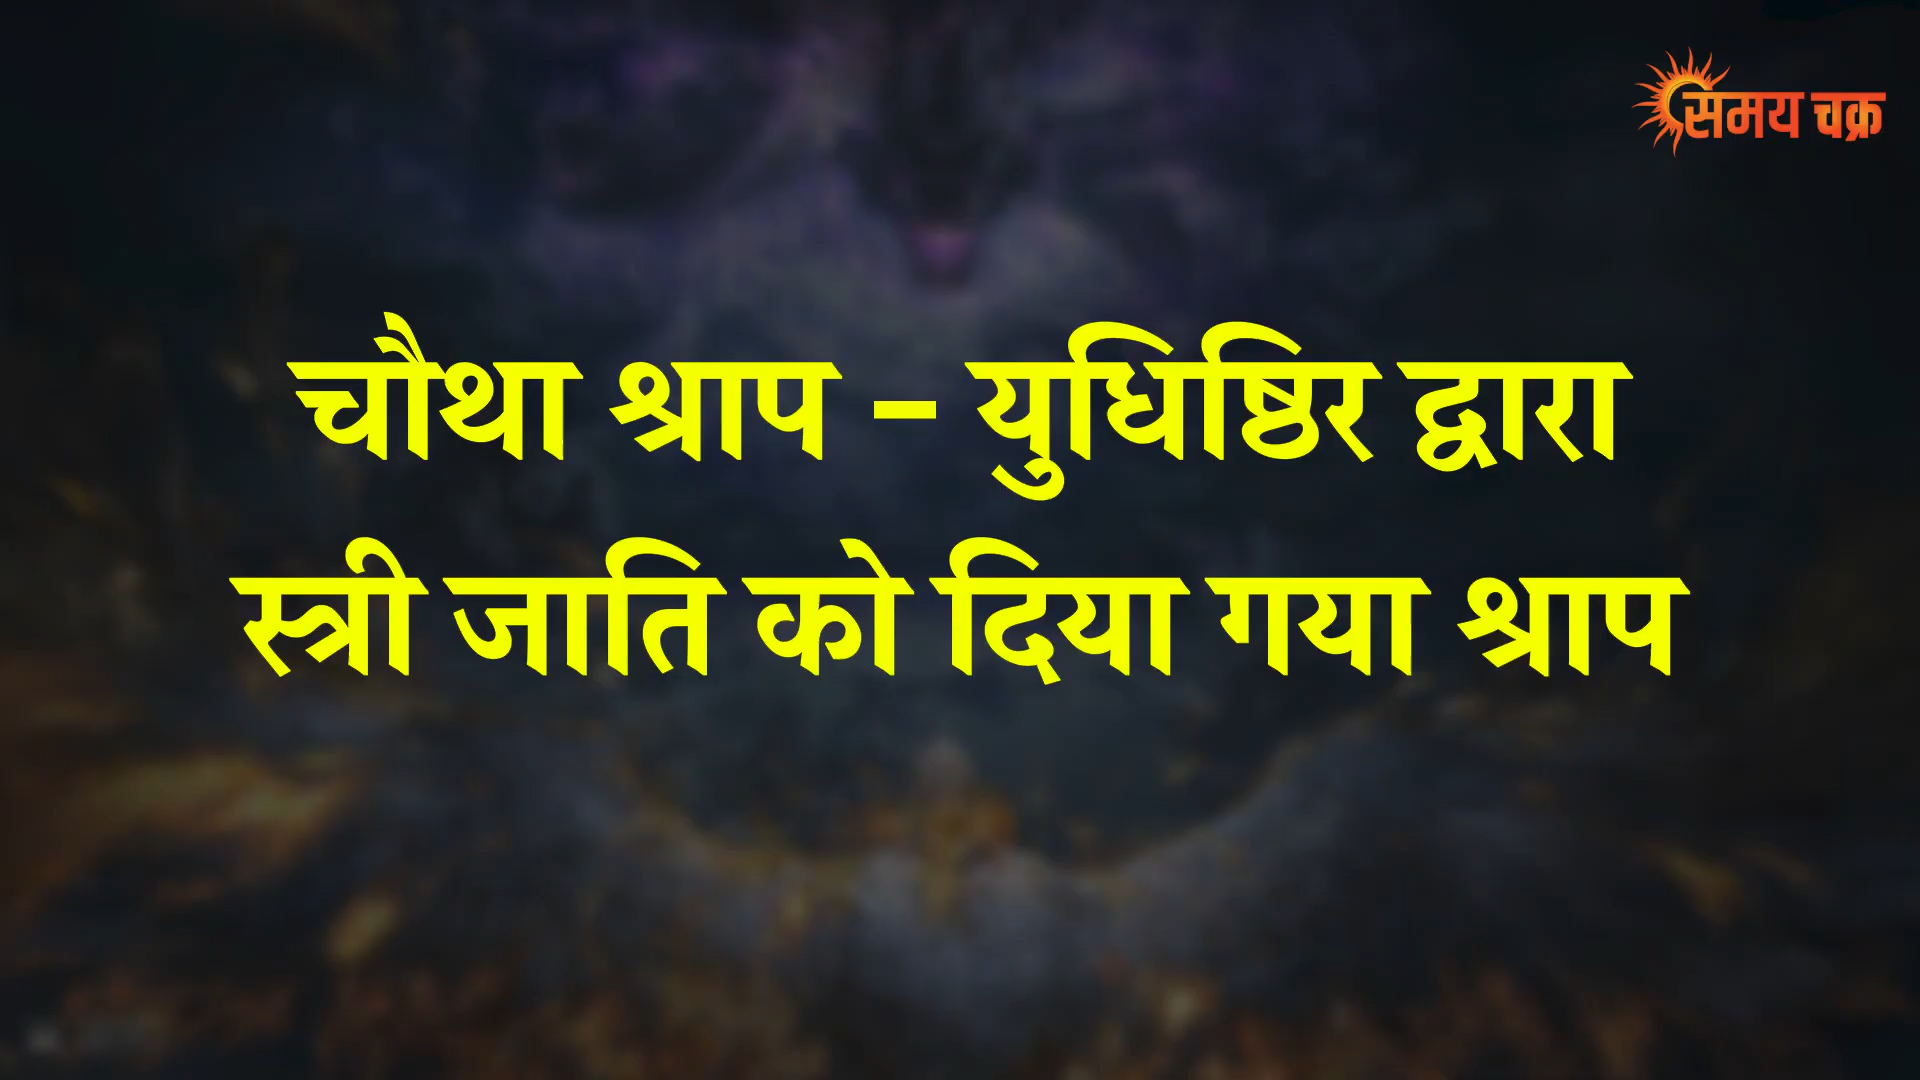 समय चक्र
चौथा श्राप – युधिष्ठिर द्वारा
स्त्री जाति को दिया गया श्राप